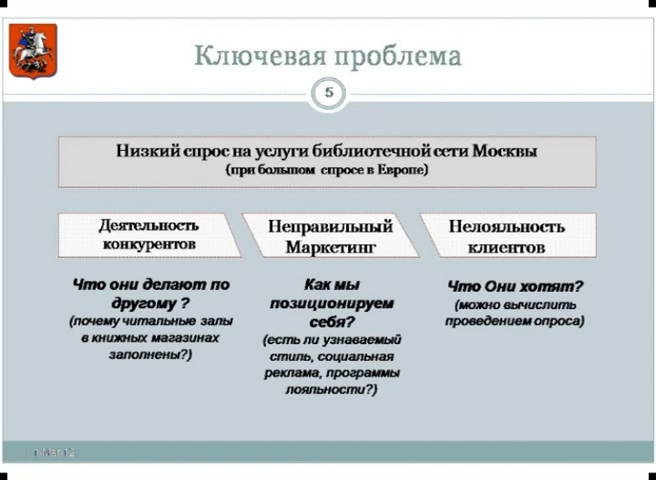 Ключевая проблема
5
Низкий спрос на услуги библиотечной сети Москвы
(при большом спросе в Европе)
Деятельность
конкурентов
Неправильный
Маркетинг
Нелояльность
клиентов
Что они делают по
другому ?
(почему читальные залы
в книжных магазинах
заполнены?)
Как мы
позиционируем
себя?
(есть ли узнаваемый
стиль, социальная
реклама, программы
лояльности?)
Что Они хотят?
(можно вычислить
проведением опроса)